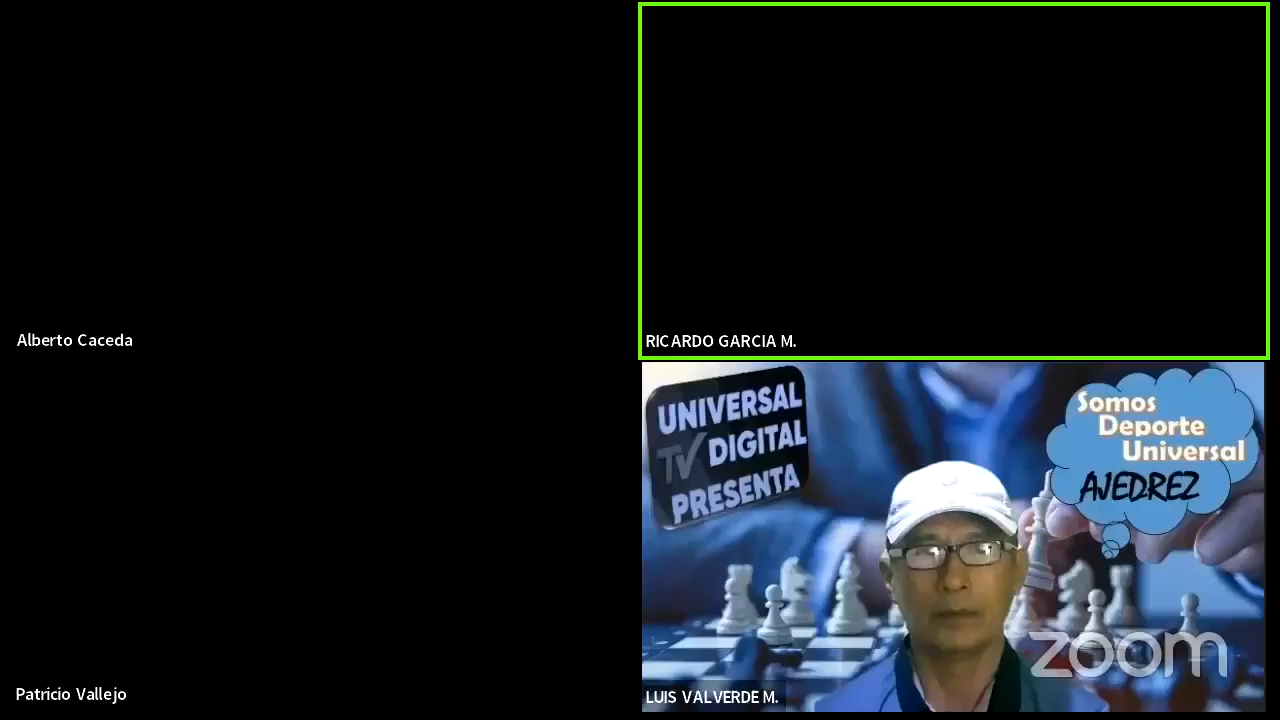 Alberto Caceda
RICARDO GARCIA M.
UNIVERSAL
TV DIGITAL
PRESENTA
Somos
Deporte
Universal
AJEDREZ
zoom
Patricio Vallejo
LUIS VALVERDE M.